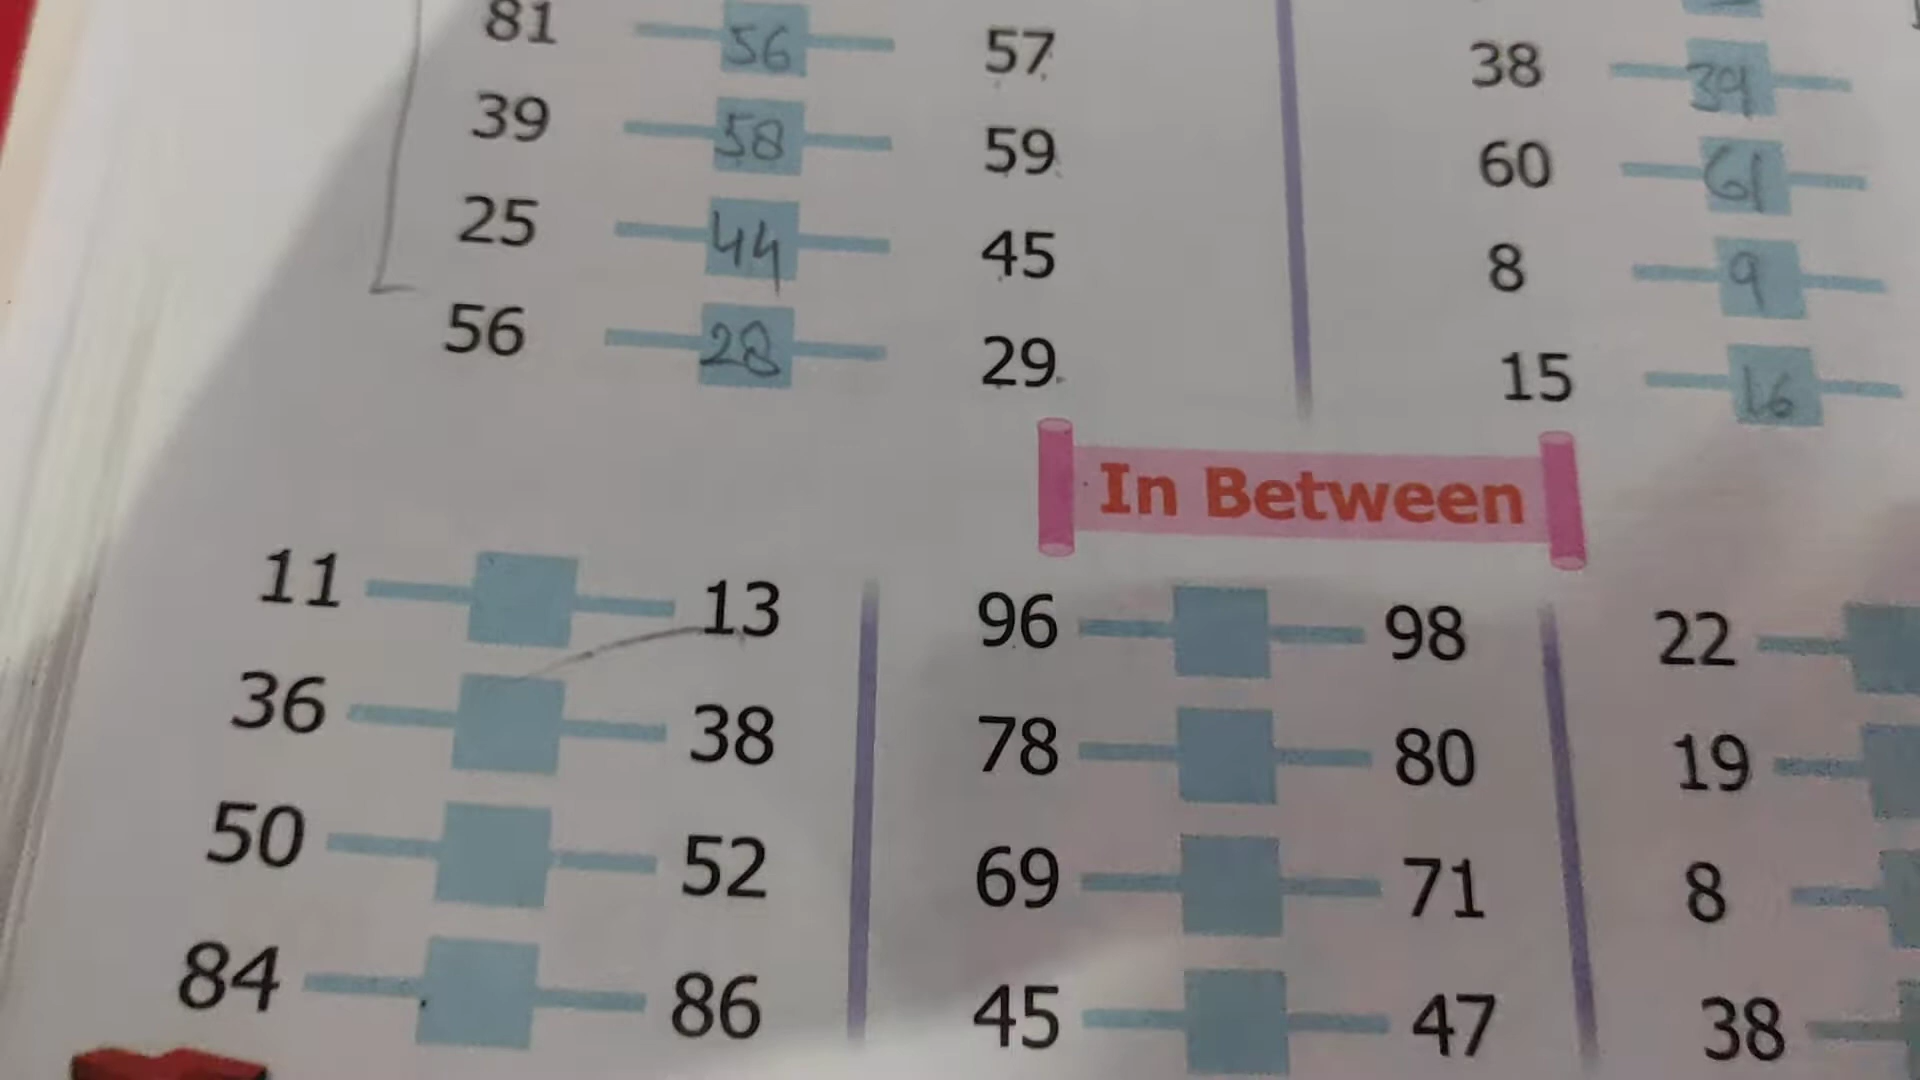 81 56 57 38 39
39 58 59 60 61
25 44 45 8 9
56 28 29 15 16
In Between
11 13 96 98 22
36 38 78 80 19
50 52 69 71 8
84 86 45 47 38